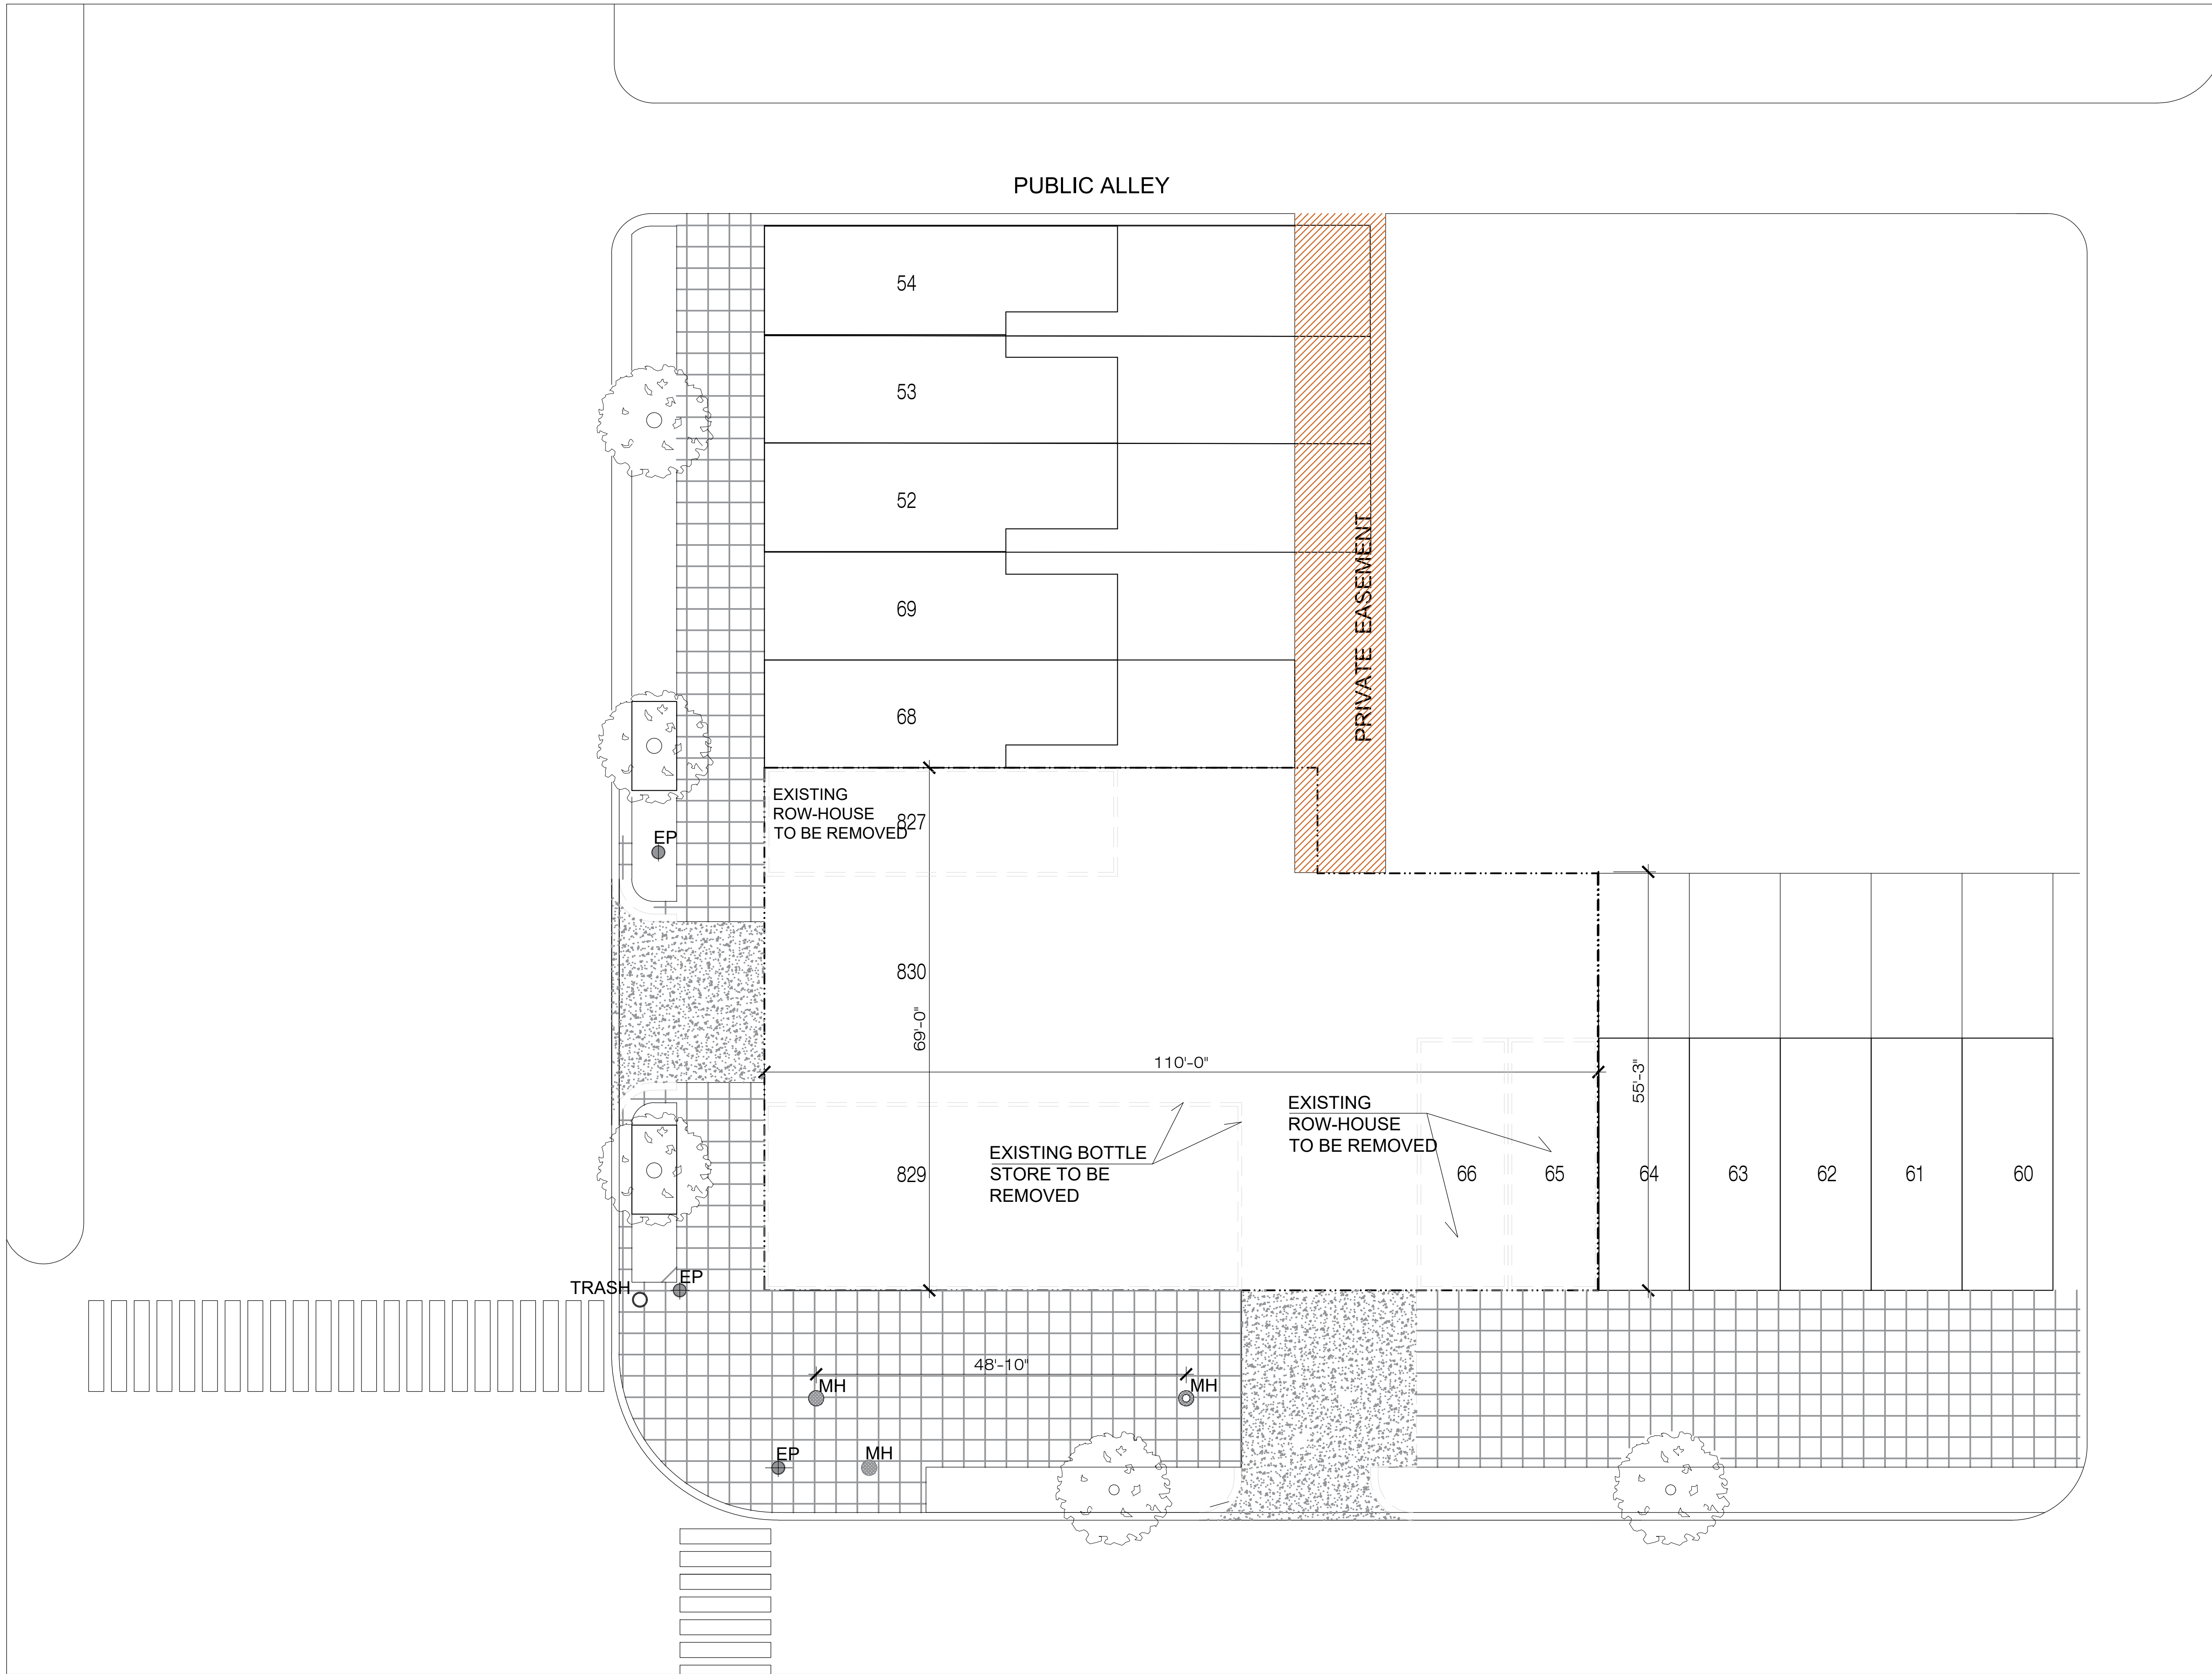 PUBLIC ALLEY
54
53
52
PRIVATE EASEMENT
69
68
EXISTING
ROW-HOUSE
TO BE REMOVED
827
EP
830
69'-0"
110'-0"
55'-3"
EXISTING
ROW-HOUSE
TO BE REMOVED
EXISTING BOTTLE
STORE TO BE
REMOVED
829
66
65
64
63
62
61
60
TRASH
EP
48'-10"
MH
MH
EP
MH